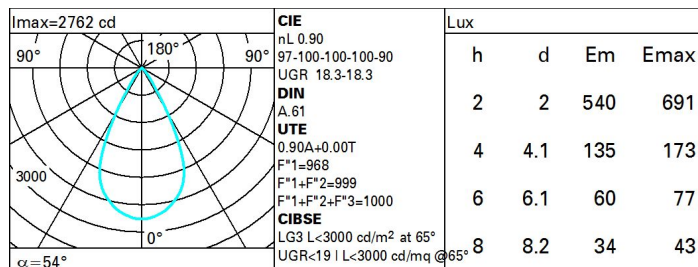 Imax=2762 cd
90°
180°
90°
3000
0°
α=54°
CIE
nL 0.90
97-100-100-100-90
UGR 18.3-18.3
DIN
A.61
UTE
0.90A+0.00T
F"1=968
F"1+F"2=999
F"1+F"2+F"3=1000
CIBSE
LG3 L<3000 cd/m² at 65°
UGR<19 | L<3000 cd/mq @65°
Lux
h d Em Emax
2 2 540 691
4 4.1 135 173
6 6.1 60 77
8 8.2 34 43